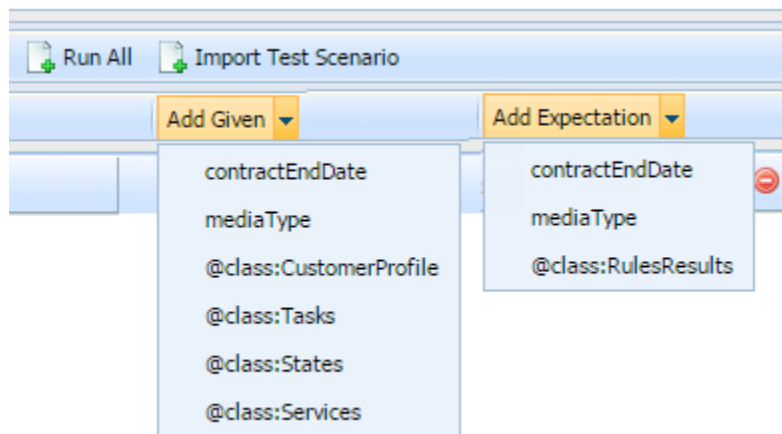 Run All Import Test Scenario
Add Given Add Expectation
contractEndDate
mediaType
@class:CustomerProfile
@class:Tasks
@class:States
@class:Services
contractEndDate
mediaType
@class:RulesResults